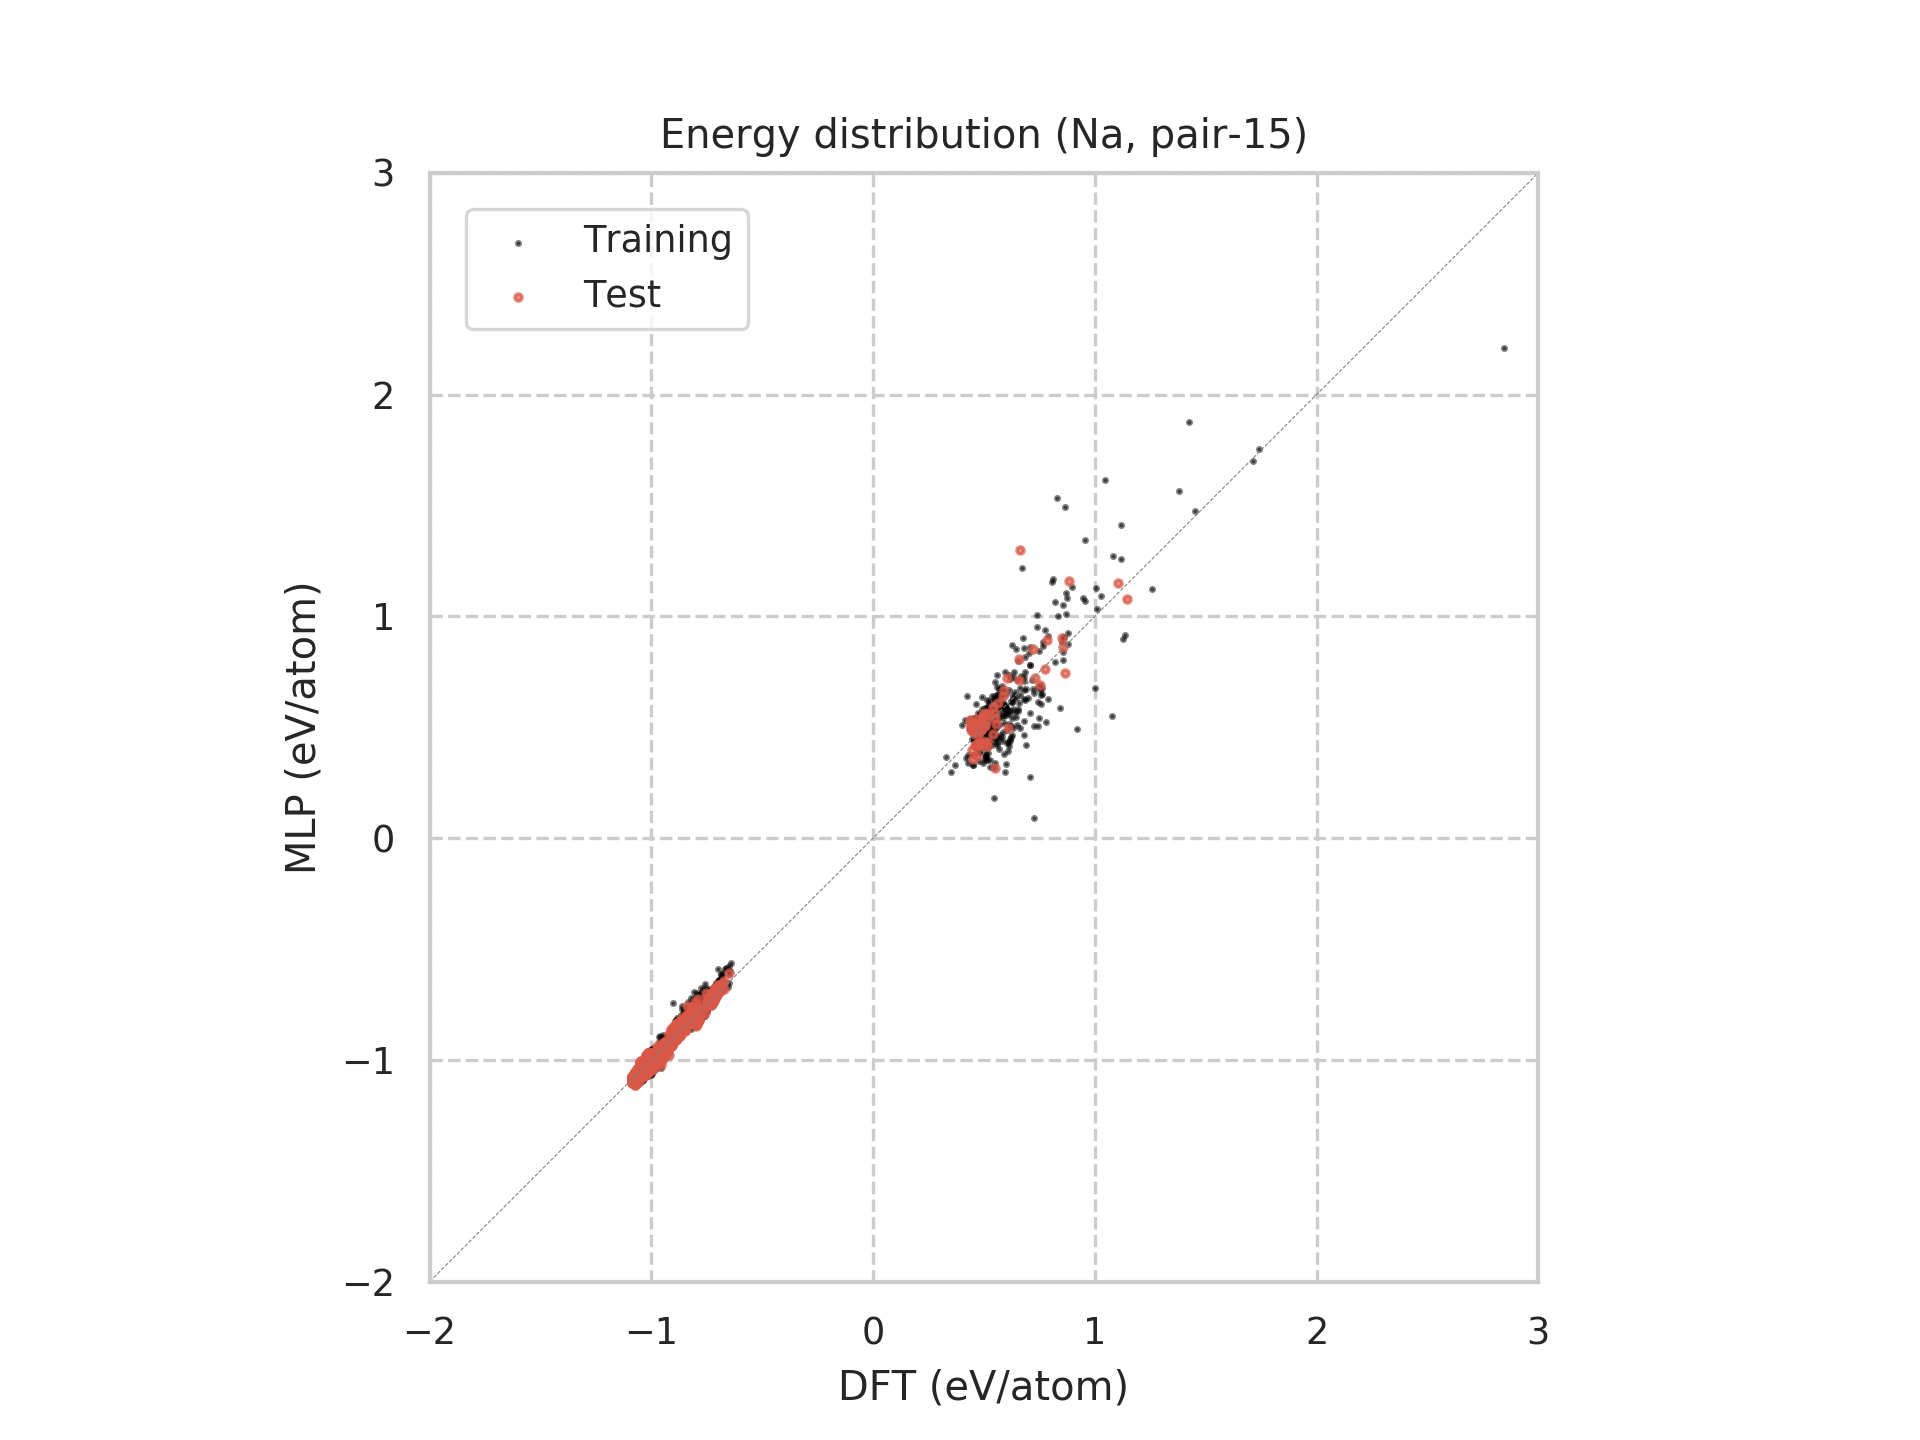 Energy distribution (Na, pair-15)
Training
Test
3
2
1
0
−1
−2
MLP (eV/atom)
−2 −1 0 1 2 3
DFT (eV/atom)